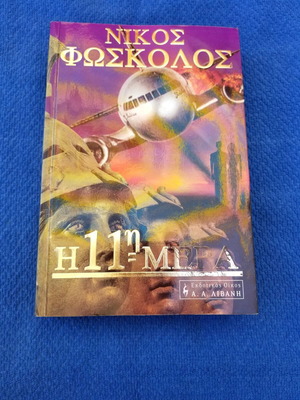 ΝΙΚΟΣ
ΦΩΣΚΟΛΟΣ
Η 11η ΜΕΡΑ
Εκδοτικός Οίκος
Α. Α. ΛΙΒΑΝΗ